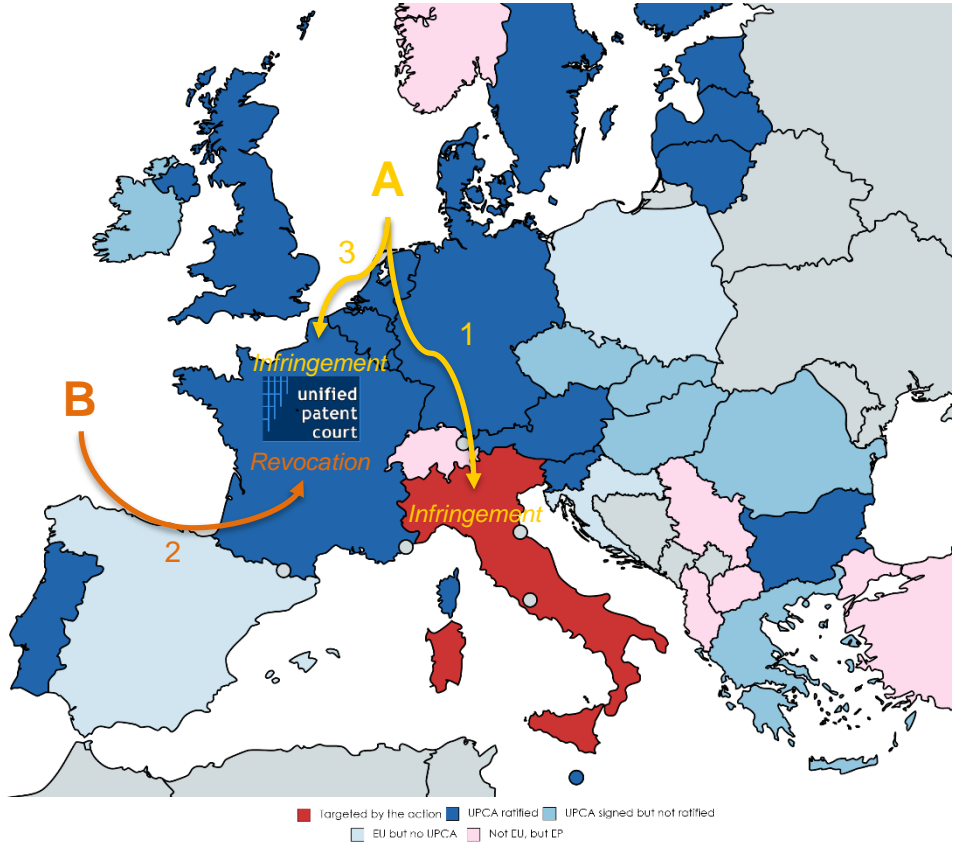 A
3
1
Infringement
unified
patent
court
B
Revocation
Infringement
2
Targeted by the action UPCA ratified UPCA signed but not ratified
EU but no UPCA Not EU, but EP